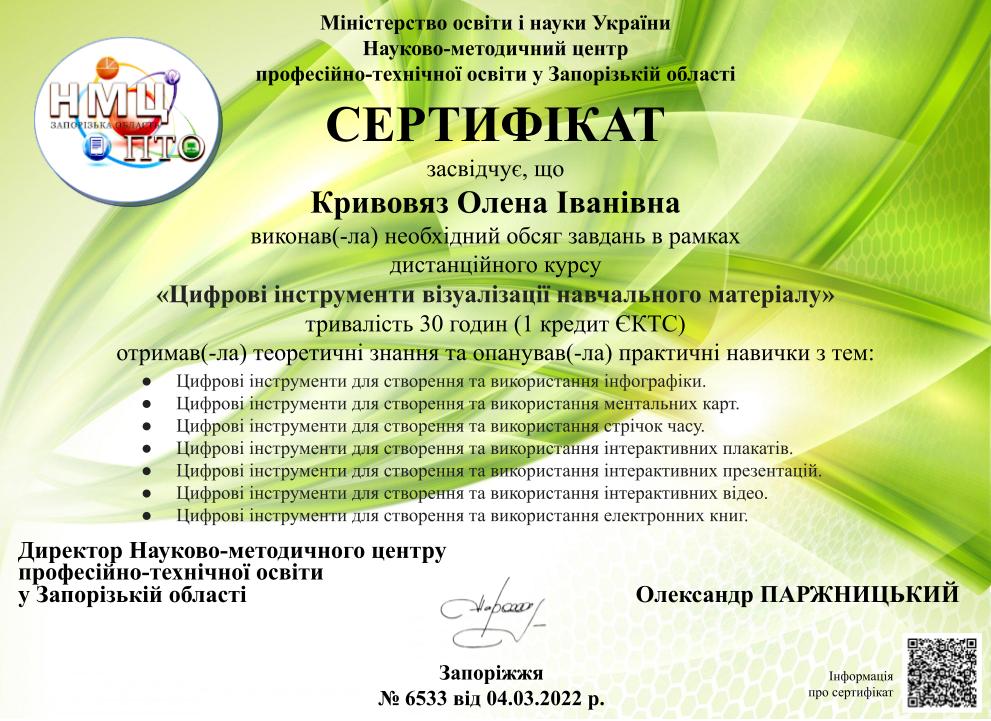 Міністерство освіти і науки України
Науково-методичний центр
професійно-технічної освіти у Запорізькій області
НМЦ
ЗАПОРІЗЬКА ОБЛАСТЬ
ПТО
СЕРТИФІКАТ
засвідчує, що
Кривовяз Олена Іванівна
виконав(-ла) необхідний обсяг завдань в рамках
дистанційного курсу
«Цифрові інструменти візуалізації навчального матеріалу»
тривалість 30 годин (1 кредит ЄКТС)
отримав(-ла) теоретичні знання та опанував(-ла) практичні навички з тем:
● Цифрові інструменти для створення та використання інфографіки.
● Цифрові інструменти для створення та використання ментальних карт.
● Цифрові інструменти для створення та використання стрічок часу.
● Цифрові інструменти для створення та використання інтерактивних плакатів.
● Цифрові інструменти для створення та використання інтерактивних презентацій.
● Цифрові інструменти для створення та використання інтерактивних відео.
● Цифрові інструменти для створення та використання електронних книг.
Директор Науково-методичного центру
професійно-технічної освіти
у Запорізькій області
Олександр ПАРЖНИЦЬКИЙ
Запоріжжя
№ 6533 від 04.03.2022 р.
Інформація
про сертифікат